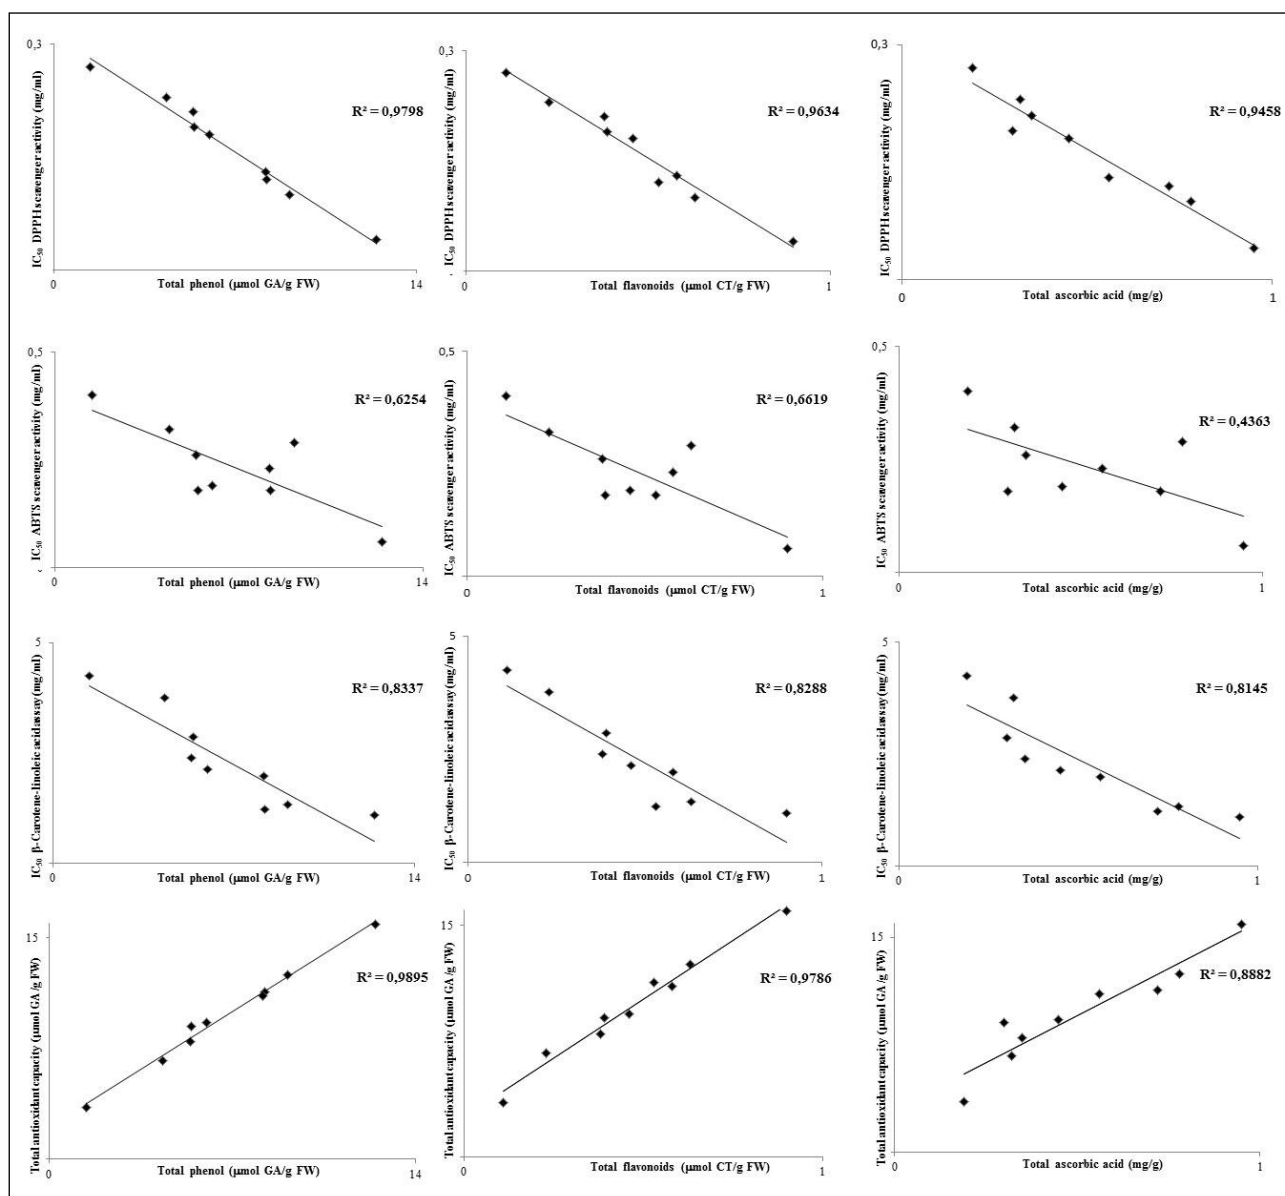 0,3
IC₅₀ DPPH scavenger activity (mg/ml)
R² = 0,9798
0
Total phenol (µmol GA/g FW)
14
0,3
IC₅₀ DPPH scavenger activity (mg/ml)
R² = 0,9634
-
0
Total flavonoids (µmol CT/g FW)
1
0,3
IC₅₀ DPPH scavenger activity (mg/ml)
R² = 0,9458
0
Total ascorbic acid (mg/g)
1
0,5
IC₅₀ ABTS scavenger activity (mg/ml)
R² = 0,6254
-
0
Total phenol (µmol GA/g FW)
14
0,5
IC₅₀ ABTS scavenger activity (mg/ml)
R² = 0,6619
0
Total flavonoids (µmol CT/g FW)
1
0,5
IC₅₀ ABTS scavenger activity (mg/ml)
R² = 0,4363
0
Total ascorbic acid (mg/g)
1
5
IC₅₀ β-Carotene-linoleic acid assay (mg/ml)
R² = 0,8337
0
Total phenol (µmol GA/g FW)
14
5
IC₅₀ β-Carotene-linoleic acid assay (mg/ml)
R² = 0,8288
0
Total flavonoids (µmol CT/g FW)
1
5
IC₅₀ β-Carotene-linoleic acid assay (mg/ml)
R² = 0,8145
0
Total ascorbic acid (mg/g)
1
15
Total antioxidant capacity (µmol GA/g FW)
R² = 0,9895
0
Total phenol (µmol GA/g FW)
14
15
Total antioxidant capacity (µmol GA/g FW)
R² = 0,9786
0
Total flavonoids (µmol CT/g FW)
1
15
Total antioxidant capacity (µmol GA/g FW)
R² = 0,8882
0
Total ascorbic acid (mg/g)
1